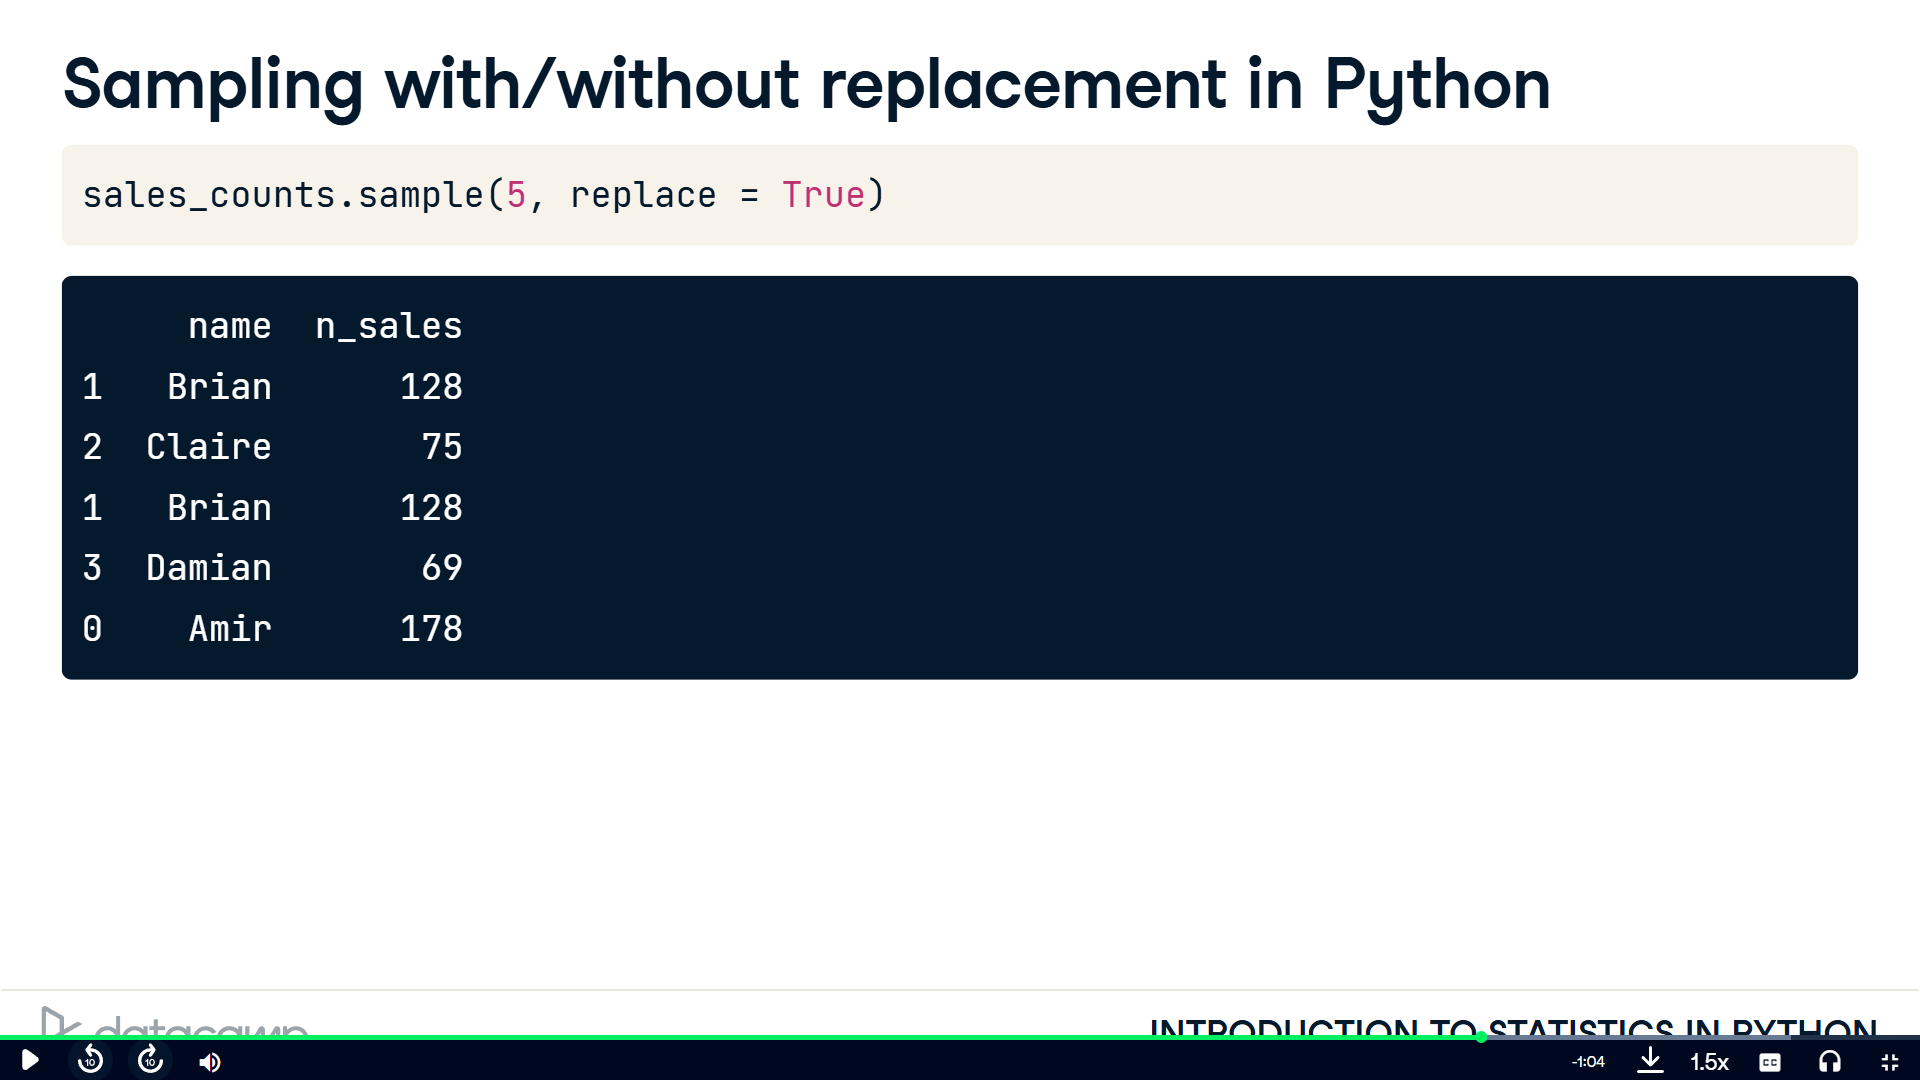 Sampling with/without replacement in Python
sales_counts.sample(5, replace = True)
name n_sales
1 Brian 128
2 Claire 75
1 Brian 128
3 Damian 69
0 Amir 178
datacamp
INTRODUCTION TO STATISTICS IN PYTHON
10 10 -1:04 1.5x CC